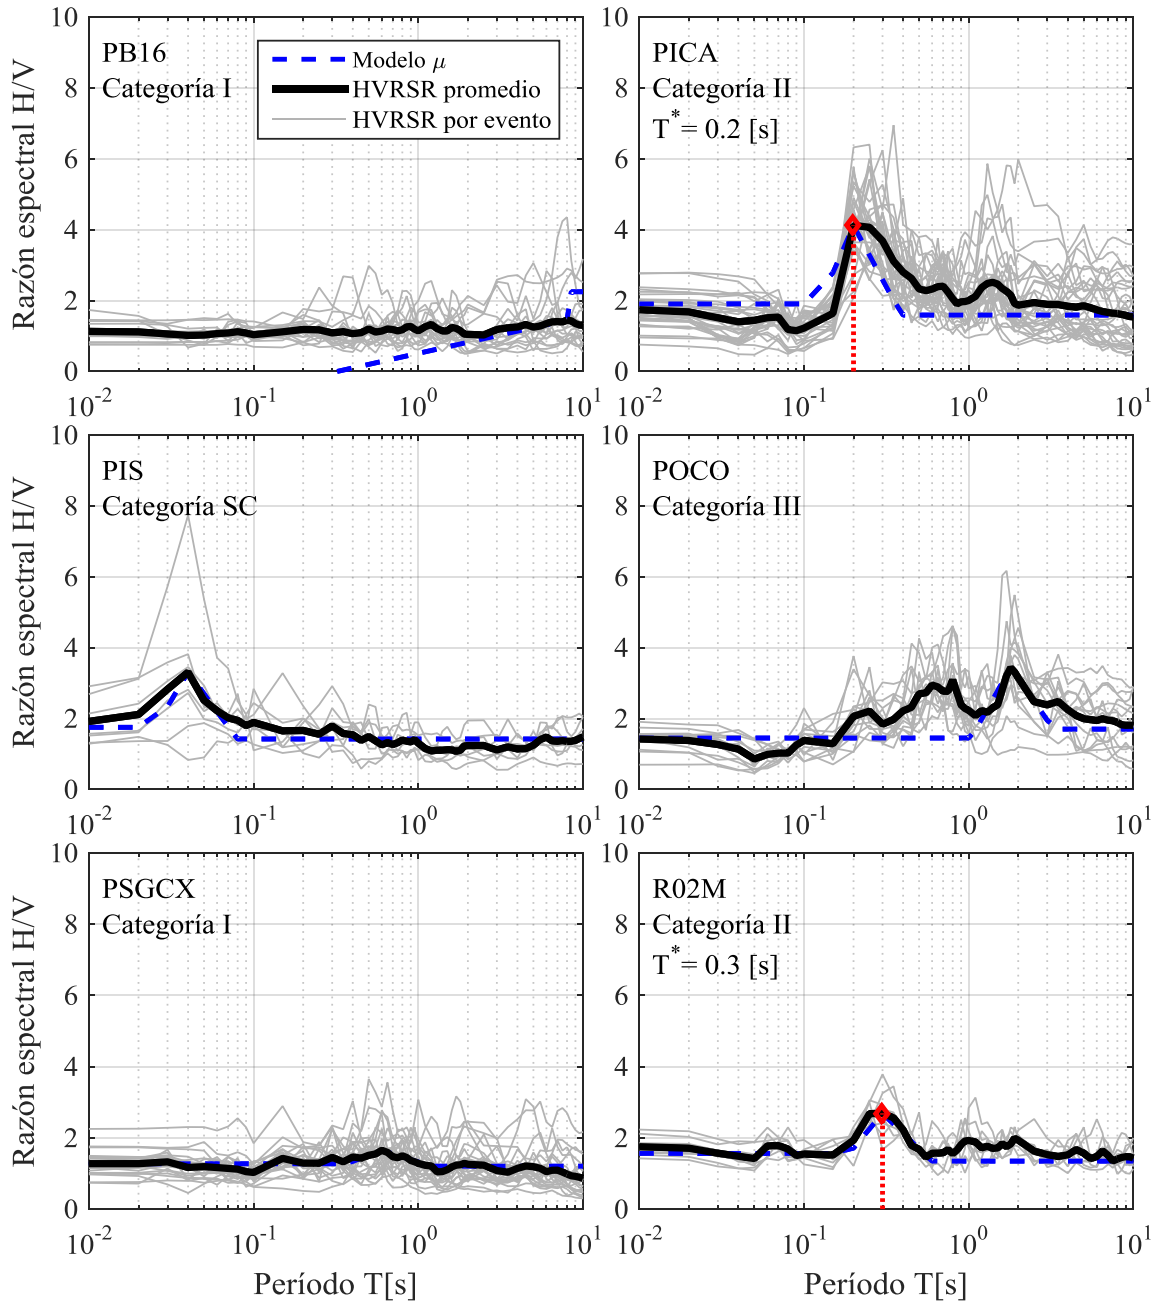 PB16
Categoría I
Modelo μ
HVRSR promedio
HVRSR por evento
Razón espectral H/V
10
8
6
4
2
0
10^-2
10^-1
10^0
10^1
PICA
Categoría II
T* = 0.2 [s]
10
8
6
4
2
0
10^-2
10^-1
10^0
10^1
PIS
Categoría SC
Razón espectral H/V
10
8
6
4
2
0
10^-2
10^-1
10^0
10^1
POCO
Categoría III
10
8
6
4
2
0
10^-2
10^-1
10^0
10^1
PSGCX
Categoría I
Razón espectral H/V
10
8
6
4
2
0
10^-2
10^-1
10^0
10^1
Período T[s]
R02M
Categoría II
T* = 0.3 [s]
10
8
6
4
2
0
10^-2
10^-1
10^0
10^1
Período T[s]